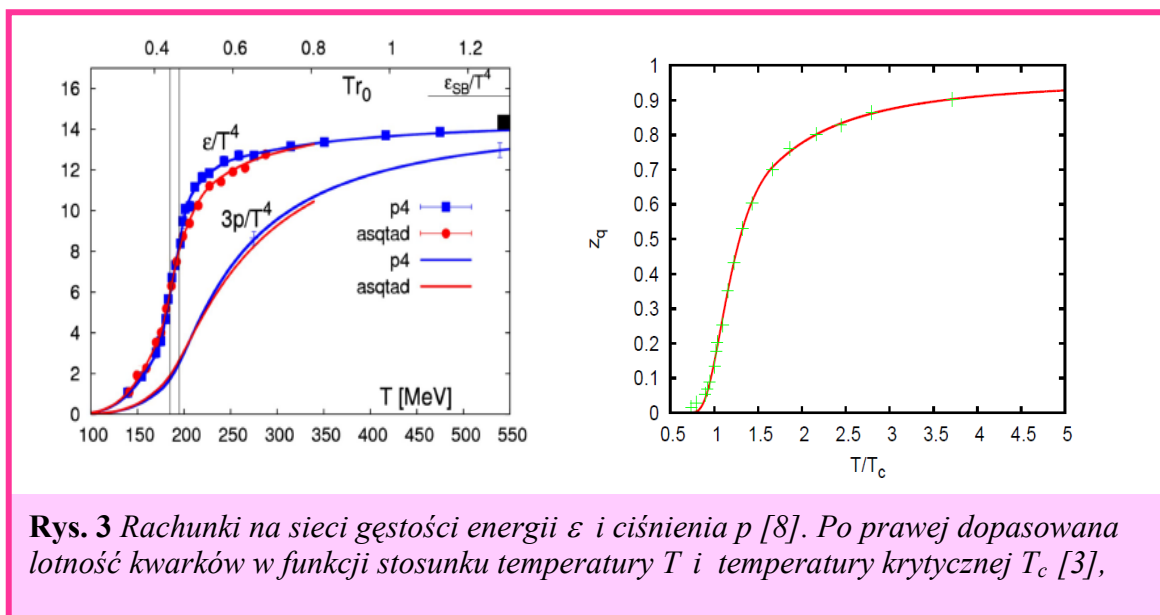 0.4 0.6 0.8 1 1.2
16
14
12
10
8
6
4
2
0
Tr₀
ε_SB/T⁴
ε/T⁴
3p/T⁴
p4
asqtad
p4
asqtad
T [MeV]
100 150 200 250 300 350 400 450 500 550
1
0.9
0.8
0.7
0.6
0.5
0.4
0.3
0.2
0.1
0
z_q
0.5 1 1.5 2 2.5 3 3.5 4 4.5 5
T/T_c
Rys. 3 Rachunki na sieci gęstości energii ε i ciśnienia p [8]. Po prawej dopasowana
lotność kwarków w funkcji stosunku temperatury T i temperatury krytycznej T_c [3],